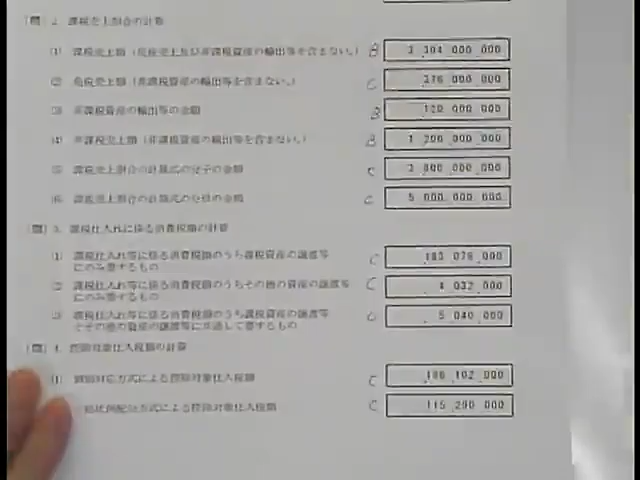 [問] 2. 課税売上割合の計算
(1) 課税売上額(免税売上及び非課税資産の輸出等を含まない。) B 3 304 000 000
(2) 免税売上額(非課税資産の輸出等を含まない。) C 376 000 000
(3) 非課税資産の輸出等の金額 B 120 000 000
(4) 非課税売上額(非課税資産の輸出等を含まない。) B 1 200 000 000
(5) 課税売上割合の計算式の分子の金額 C 3 800 000 000
(6) 課税売上割合の計算式の分母の金額 C 5 000 000 000
[問] 3. 課税仕入れに係る消費税額の計算
(1) 課税仕入れ等に係る消費税額のうち課税資産の譲渡等 C 183 078 000
にのみ要するもの
(2) 課税仕入れ等に係る消費税額のうちその他の資産の譲渡等 C 4 032 000
にのみ要するもの
(3) 課税仕入れ等に係る消費税額のうち課税資産の譲渡等 C 5 040 000
とその他の資産の譲渡等に共通して要するもの
[問] 4. 控除対象仕入税額の計算
(1) 個別対応方式による控除対象仕入税額 C 186 102 000
一括比例配分方式による控除対象仕入税額 C 115 290 000